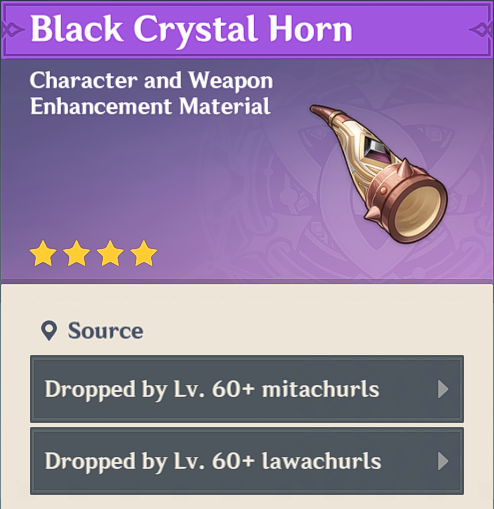 Black Crystal Horn
Character and Weapon
Enhancement Material
Source
Dropped by Lv. 60+ mitachurls
Dropped by Lv. 60+ lawachurls